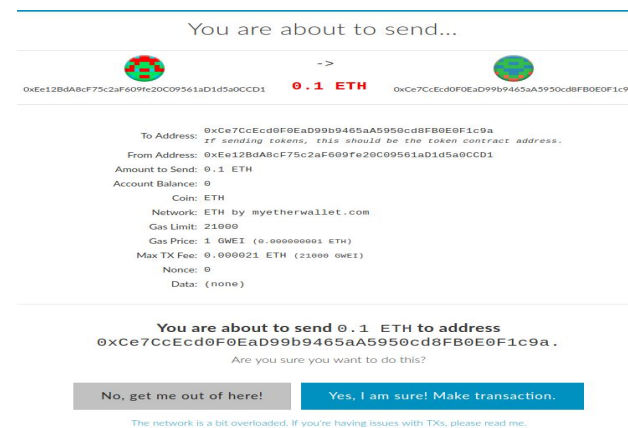 You are about to send...
->
0.1 ETH
0xEe12BdA8cF75c2aF609fe20C09561aD1d5a0CCD1
0xCe7CcEcd0F0EaD99b9465aA5950cd8FB0E0F1c9
To Address: 0xCe7CcEcd0F0EaD99b9465aA5950cd8FB0E0F1c9a
If sending tokens, this should be the token contract address.
From Address: 0xEe12BdA8cF75c2aF609fe20C09561aD1d5a0CCD1
Amount to Send: 0.1 ETH
Account Balance: 0
Coin: ETH
Network: ETH by myetherwallet.com
Gas Limit: 21000
Gas Price: 1 GWEI (0.000000001 ETH)
Max TX Fee: 0.000021 ETH (21000 GWEI)
Nonce: 0
Data: (none)
You are about to send 0.1 ETH to address
0xCe7CcEcd0F0EaD99b9465aA5950cd8FB0E0F1c9a.
Are you sure you want to do this?
No, get me out of here!
Yes, I am sure! Make transaction.
The network is a bit overloaded. If you're having issues with TXs, please read me.